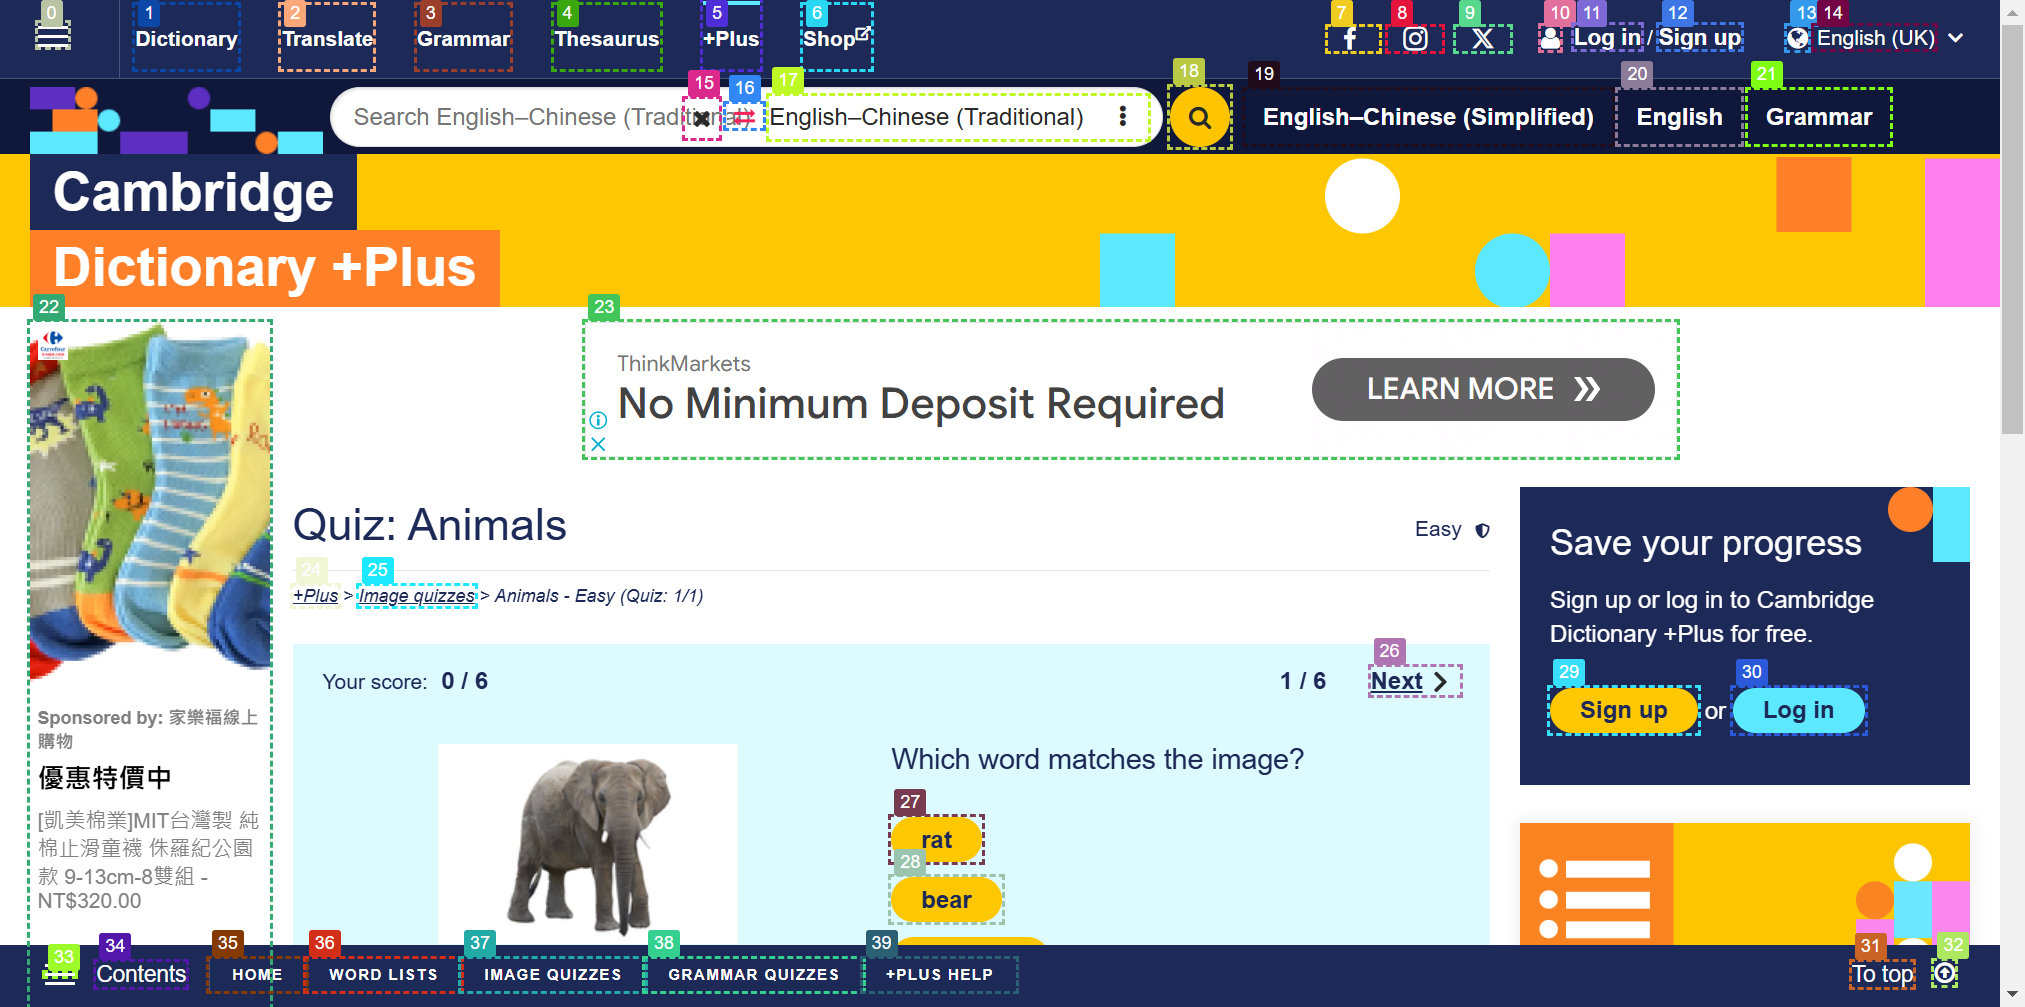 0 1 2 3 4 5 6 7 8 9 10 11 12 13 14
Dictionary Translate Grammar Thesaurus +Plus Shop Log in / Sign up English (UK)
15 16 17 18 19 20 21
Search English–Chinese (Traditional) English–Chinese (Traditional) English–Chinese (Simplified) English Grammar
Cambridge
Dictionary +Plus
22 23
Carrefour
ThinkMarkets
No Minimum Deposit Required
LEARN MORE
Quiz: Animals
Easy
24 25
+Plus > Image quizzes > Animals - Easy (Quiz: 1/1)
26
Your score: 0 / 6 1 / 6 Next
Which word matches the image?
27
rat
28
bear
Save your progress
Sign up or log in to Cambridge
Dictionary +Plus for free.
29 30
Sign up or Log in
Sponsored by: 家樂福線上
購物
優惠特價中
[凱美棉業]MIT台灣製 純
棉止滑童襪 侏羅紀公園
款 9-13cm-8雙組 -
NT$320.00
33 34 35 36 37 38 39 31 32
Contents HOME WORD LISTS IMAGE QUIZZES GRAMMAR QUIZZES +PLUS HELP To top